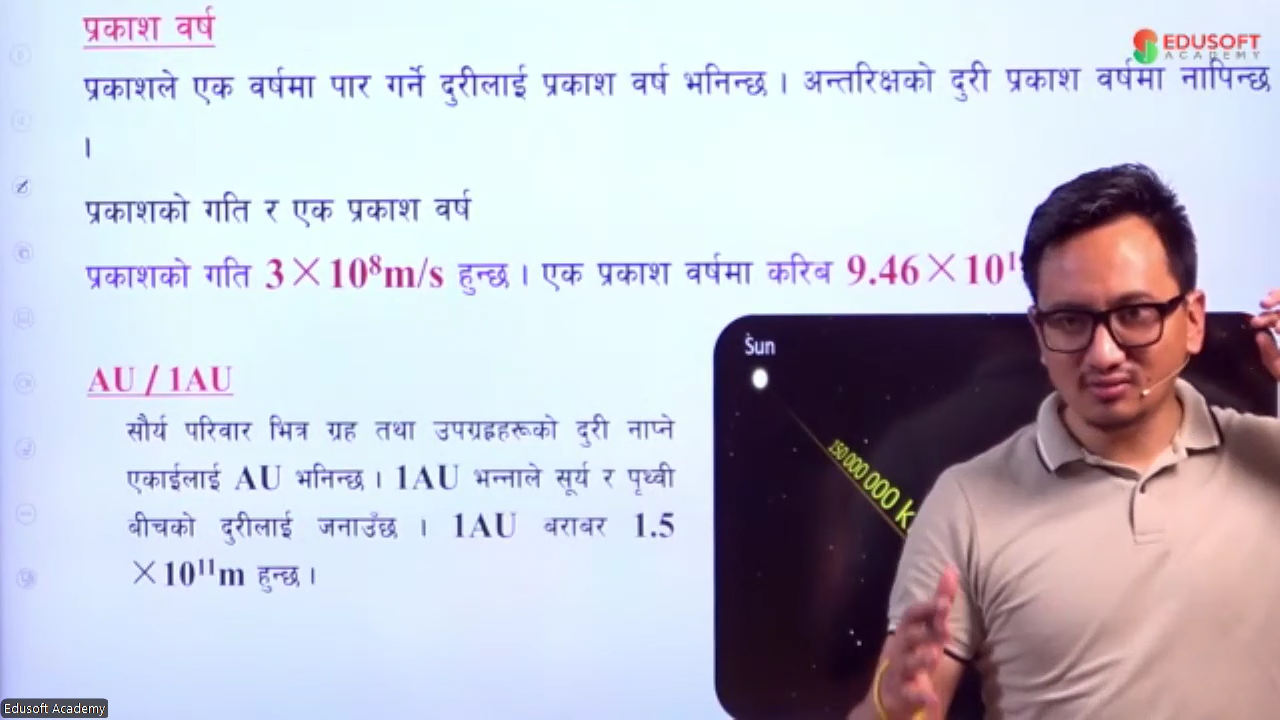 प्रकाश वर्ष
EDUSOFT
ACADEMY
प्रकाशले एक वर्षमा पार गर्ने दुरीलाई प्रकाश वर्ष भनिन्छ । अन्तरिक्षको दुरी प्रकाश वर्षमा नापिन्छ
।
प्रकाशको गति र एक प्रकाश वर्ष
प्रकाशको गति 3×10⁸m/s हुन्छ । एक प्रकाश वर्षमा करिब 9.46×10¹
AU / 1AU
सौर्य परिवार भित्र ग्रह तथा उपग्रहहरूको दुरी नाप्ने
एकाईलाई AU भनिन्छ । 1AU भन्नाले सूर्य र पृथ्वी
बीचको दुरीलाई जनाउँछ । 1AU बराबर 1.5
×10¹¹m हुन्छ ।
Sun
150 000 000 k
Edusoft Academy